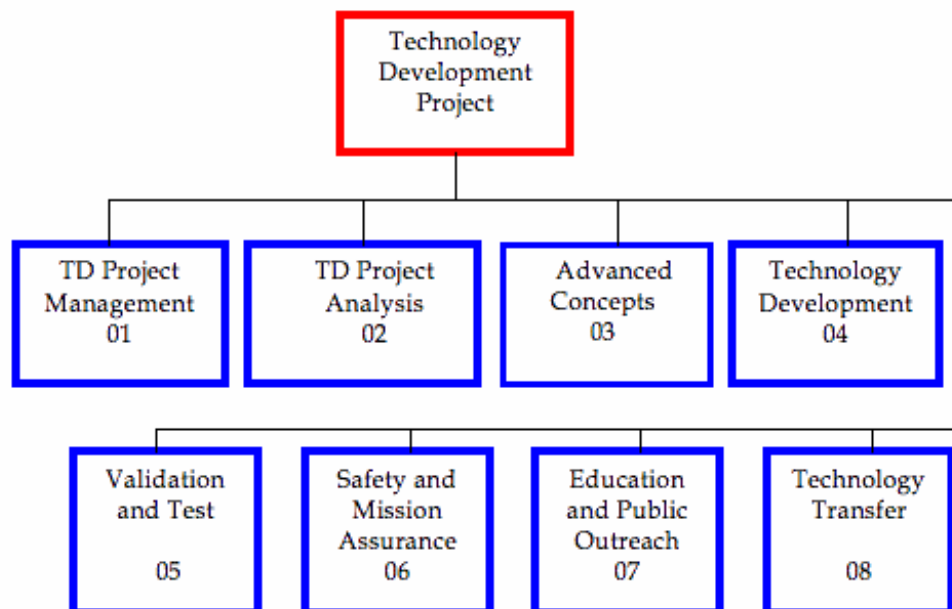 Technology
Development
Project
TD Project
Management
01
TD Project
Analysis
02
Advanced
Concepts
03
Technology
Development
04
Validation
and Test
05
Safety and
Mission
Assurance
06
Education
and Public
Outreach
07
Technology
Transfer
08